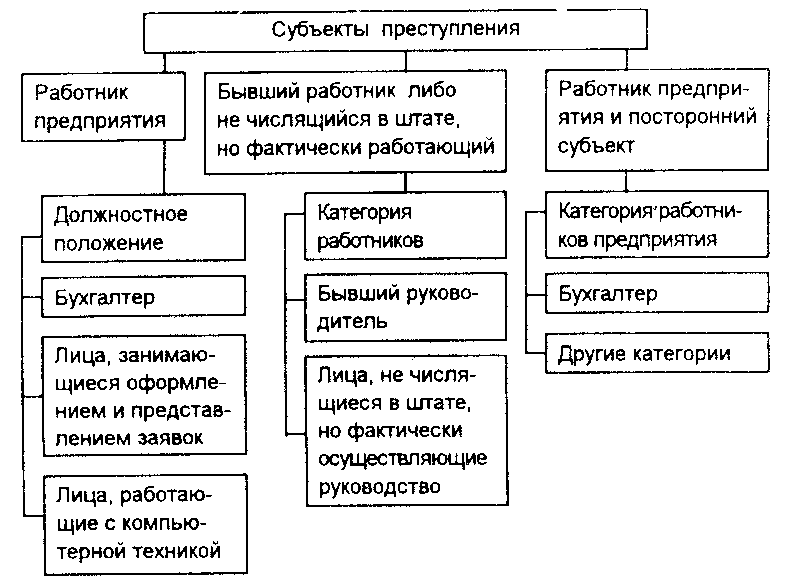 Субъекты преступления
Работник
предприятия
Бывший работник либо
не числящийся в штате,
но фактически работающий
Работник предпри-
ятия и посторонний
субъект
Должностное
положение
Бухгалтер
Лица, занимаю-
щиеся оформле-
нием и представ-
лением заявок
Лица, работаю-
щие с компью-
терной техникой
Категория
работников
Бывший руково-
дитель
Лица, не числя-
щиеся в штате,
но фактически
осуществляющие
руководство
Категория работни-
ков предприятия
Бухгалтер
Другие категории